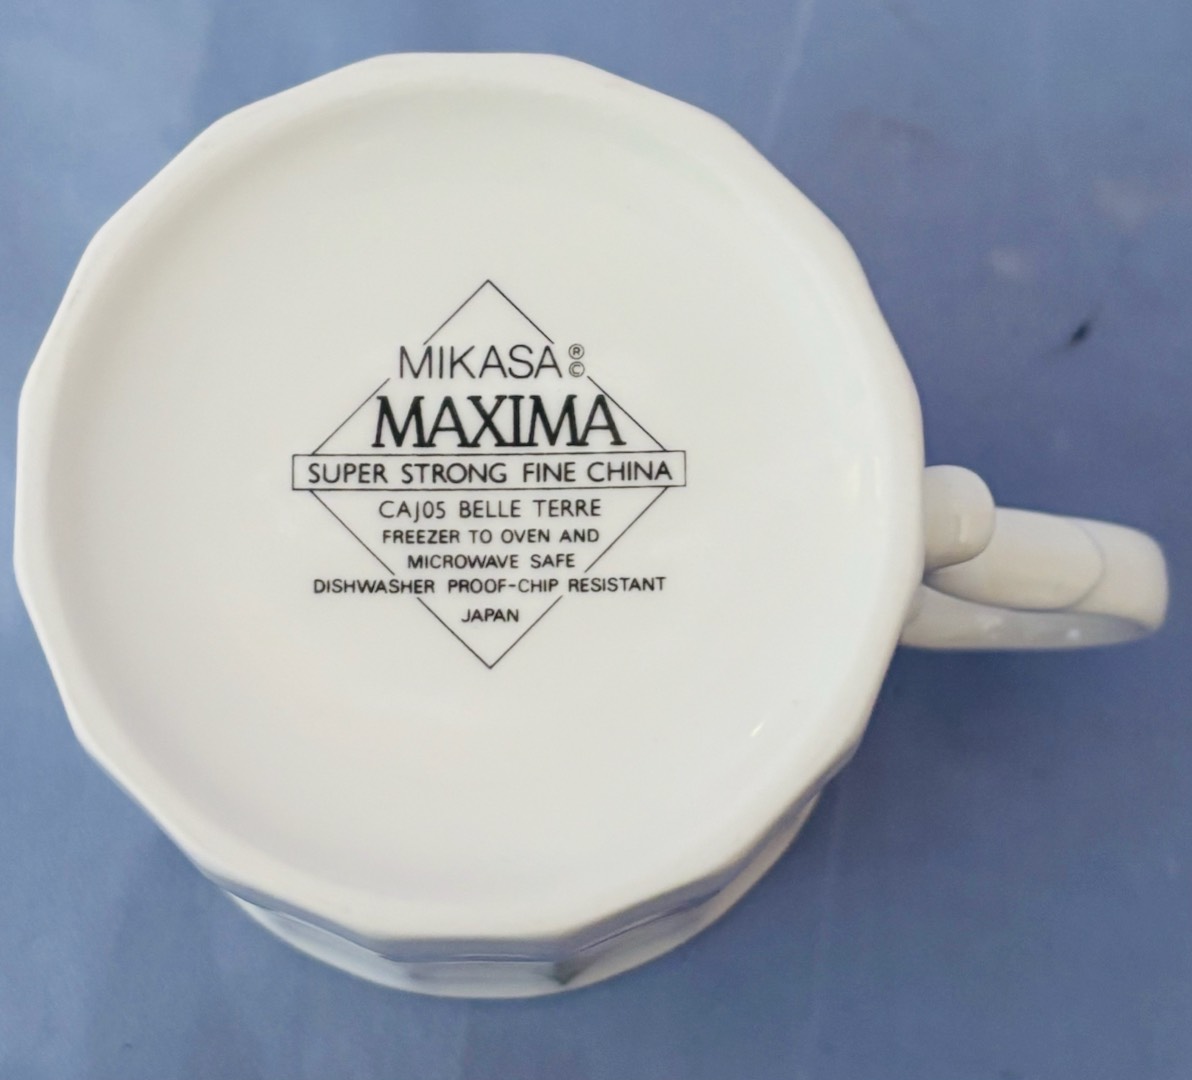 MIKASA ®©
MAXIMA
SUPER STRONG FINE CHINA
CAJ05 BELLE TERRE
FREEZER TO OVEN AND
MICROWAVE SAFE
DISHWASHER PROOF-CHIP RESISTANT
JAPAN